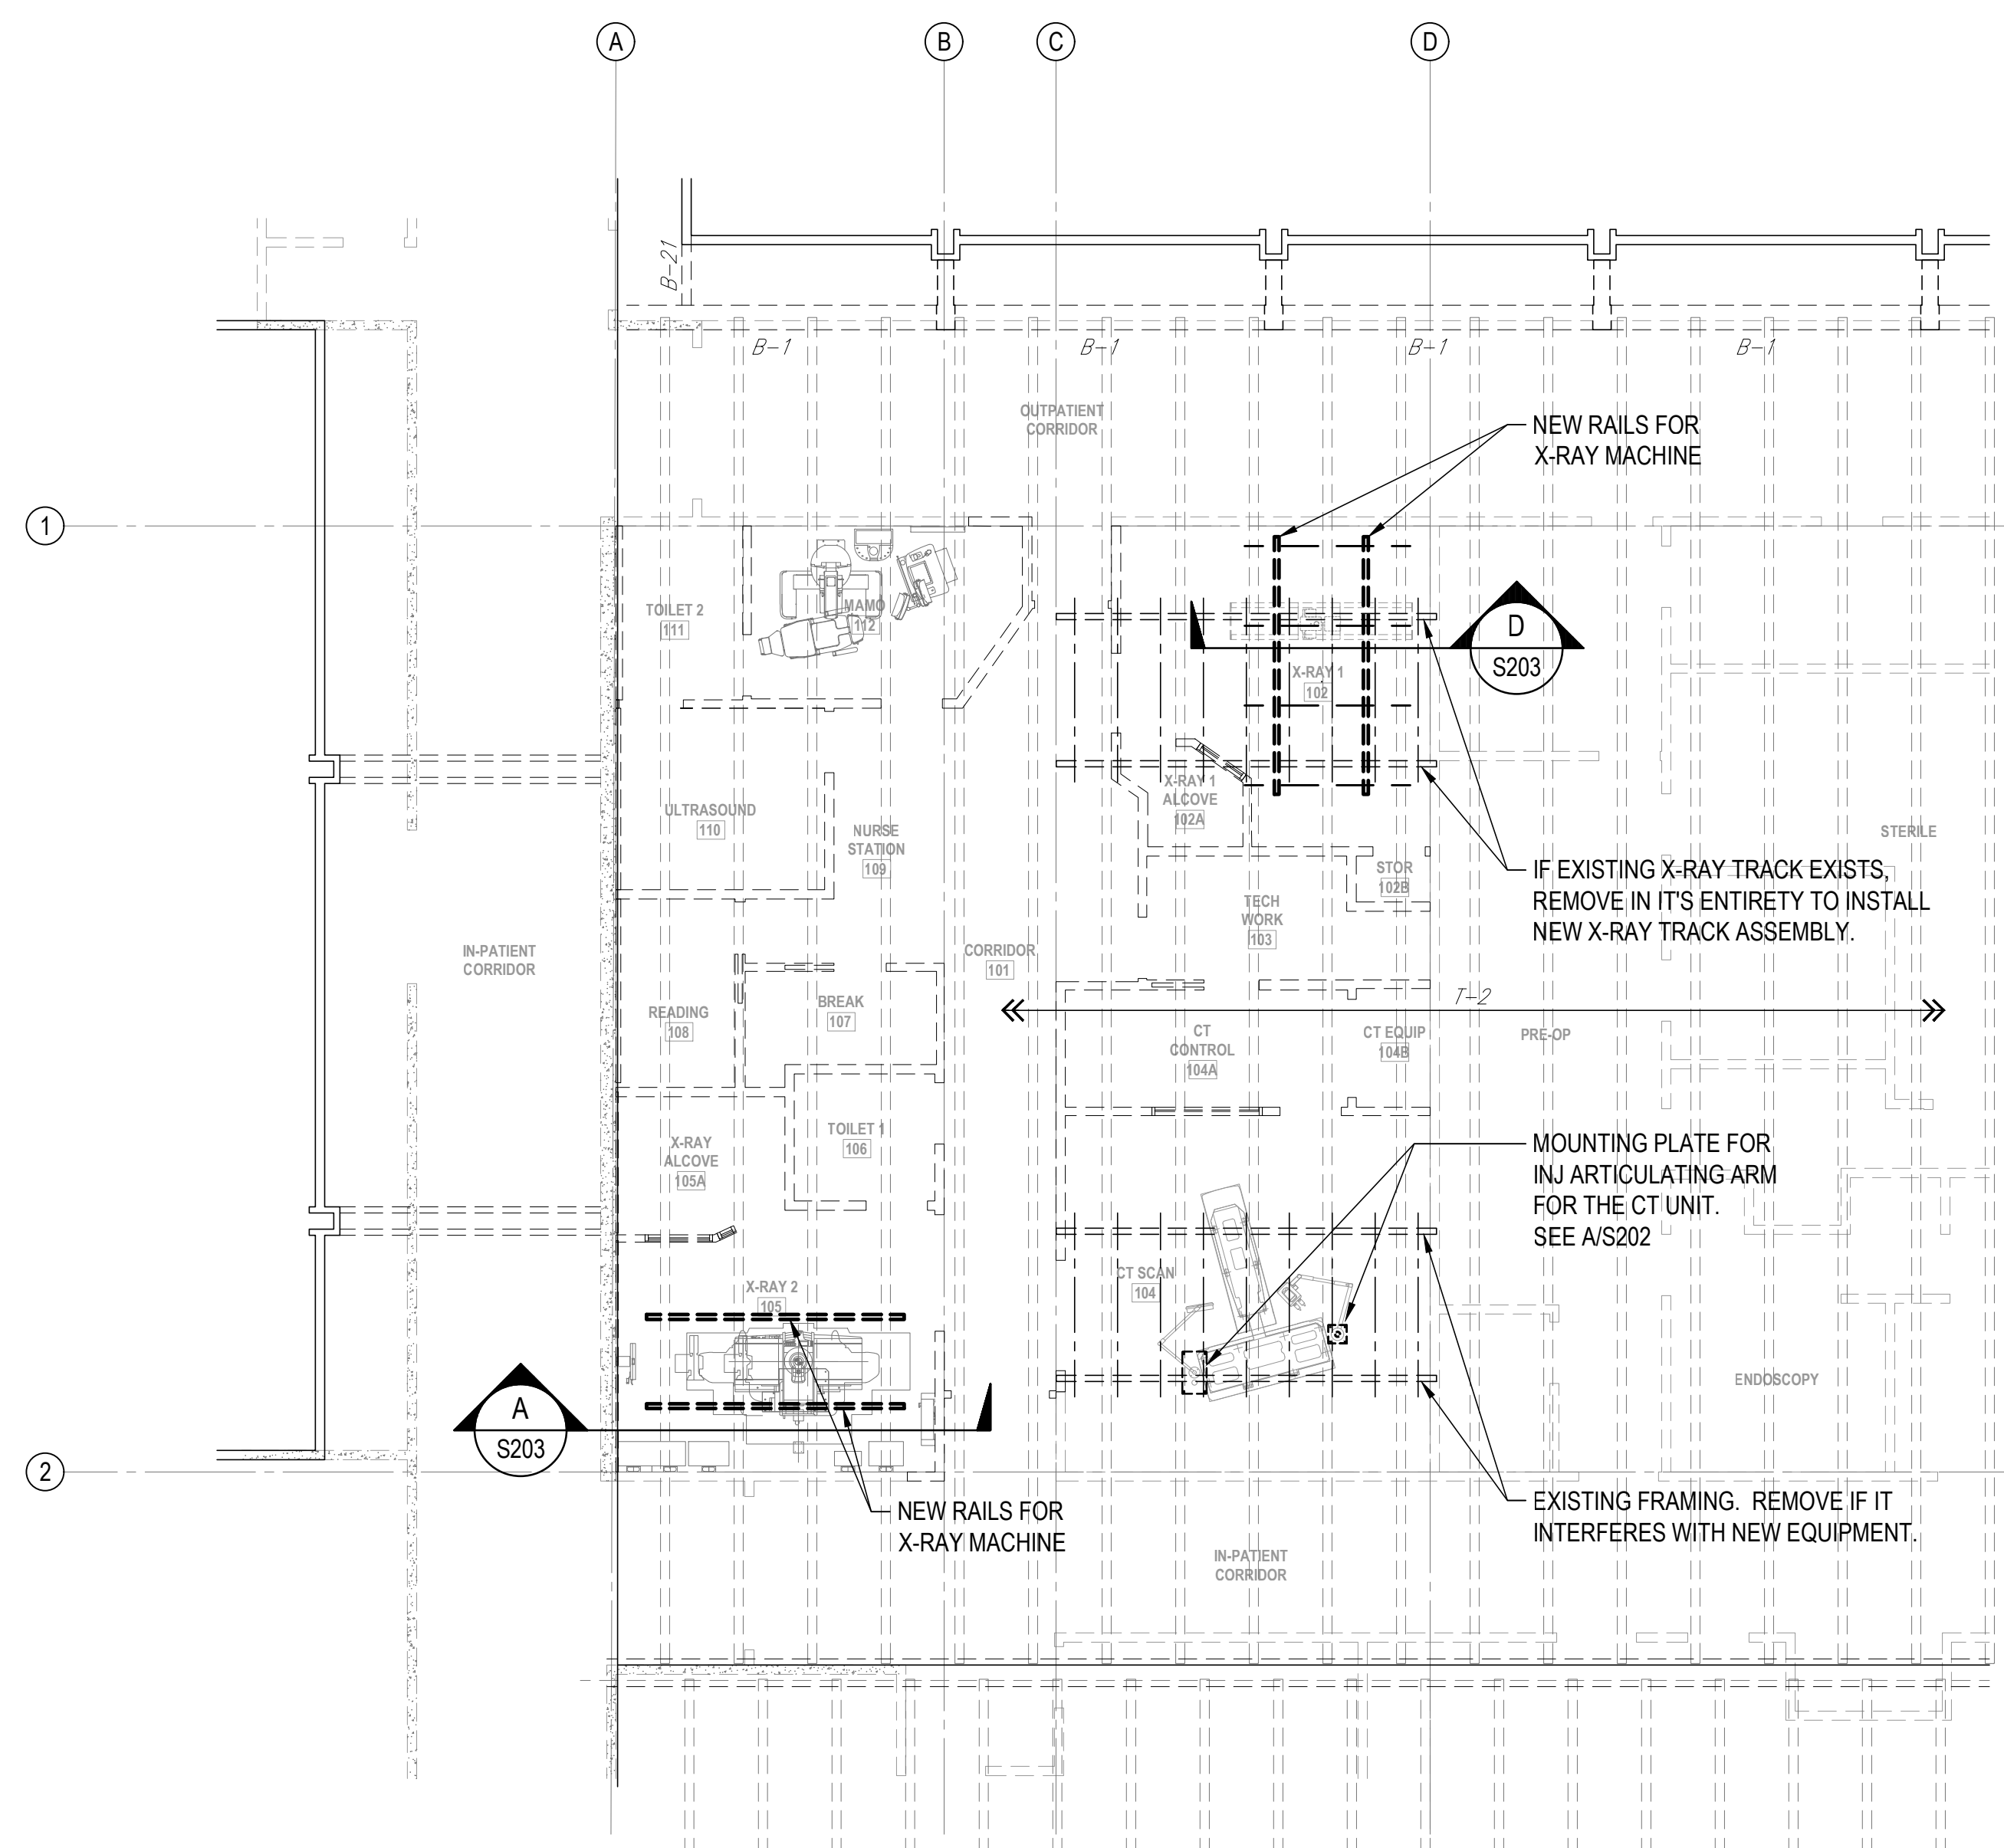 A
B
C
D
B-21
B-1
B-1
B-1
B-1
OUTPATIENT
CORRIDOR
NEW RAILS FOR
X-RAY MACHINE
1
TOILET 2
111
MAMO
112
X-RAY 1
102
D
S203
ULTRASOUND
110
NURSE
STATION
109
X-RAY 1
ALCOVE
102A
STERILE
STOR
102B
IF EXISTING X-RAY TRACK EXISTS,
REMOVE IN IT'S ENTIRETY TO INSTALL
NEW X-RAY TRACK ASSEMBLY.
TECH
WORK
103
IN-PATIENT
CORRIDOR
CORRIDOR
101
T-2
READING
108
BREAK
107
CT
CONTROL
104A
CT EQUIP
104B
PRE-OP
X-RAY
ALCOVE
105A
TOILET 1
106
MOUNTING PLATE FOR
INJ ARTICULATING ARM
FOR THE CT UNIT.
SEE A/S202
X-RAY 2
105
CT SCAN
104
ENDOSCOPY
A
S203
2
NEW RAILS FOR
X-RAY MACHINE
EXISTING FRAMING. REMOVE IF IT
INTERFERES WITH NEW EQUIPMENT.
IN-PATIENT
CORRIDOR